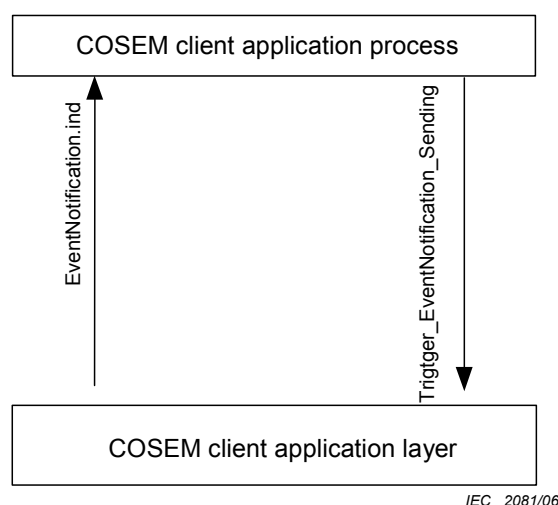 COSEM client application process
EventNotification.ind
Trigtger_EventNotification_Sending
COSEM client application layer
IEC 2081/06